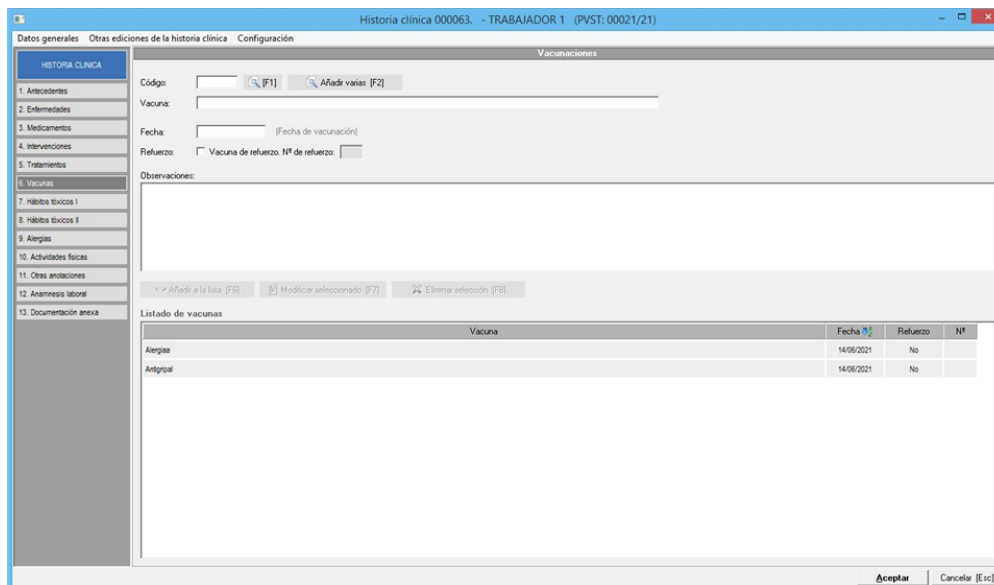 Historia clínica 000063. - TRABAJADOR 1 (PVST: 00021/21)
Datos generales Otras ediciones de la historia clínica Configuración
HISTORIA CLINICA
1. Antecedentes
2. Enfermedades
3. Medicamentos
4. Intervenciones
5. Tratamientos
6. Vacunas
7. Hábitos tóxicos I
8. Hábitos tóxicos II
9. Alergias
10. Actividades físicas
11. Otras anotaciones
12. Anamnesis laboral
13. Documentación anexa
Vacunaciones
Código: [F1] Añadir varias [F2]
Vacuna:
Fecha: (Fecha de vacunación)
Refuerzo: Vacuna de refuerzo. Nº de refuerzo:
Observaciones:
Añadir a la lista [F6] Modificar seleccionado [F7] Eliminar selección [F8]
Listado de vacunas
Vacuna Fecha Refuerzo Nº
Alergiaa 14/06/2021 No
Antigripal 14/06/2021 No
Aceptar Cancelar [Esc]